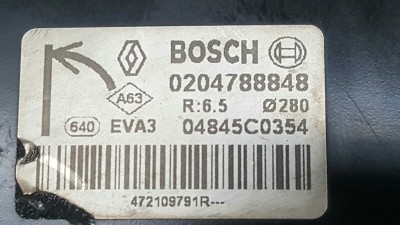 BOSCH
0204788848
A63
R:6.5 Ø280
640 EVA3 04845C0354
472109791R---